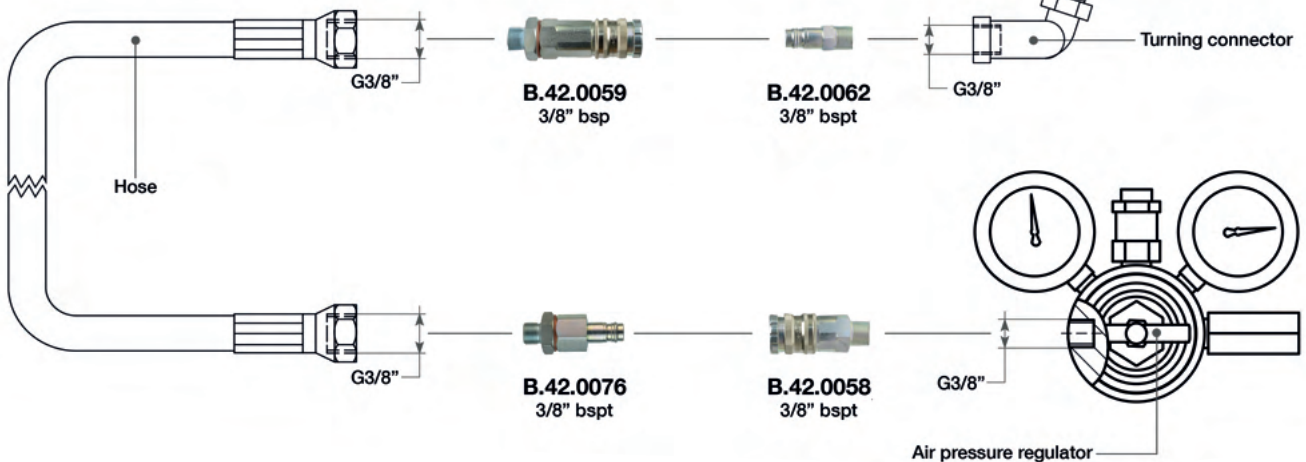 G3/8”
B.42.0059
3/8” bsp
B.42.0062
3/8” bspt
G3/8”
Turning connector
Hose
G3/8”
B.42.0076
3/8” bspt
B.42.0058
3/8” bspt
G3/8”
Air pressure regulator